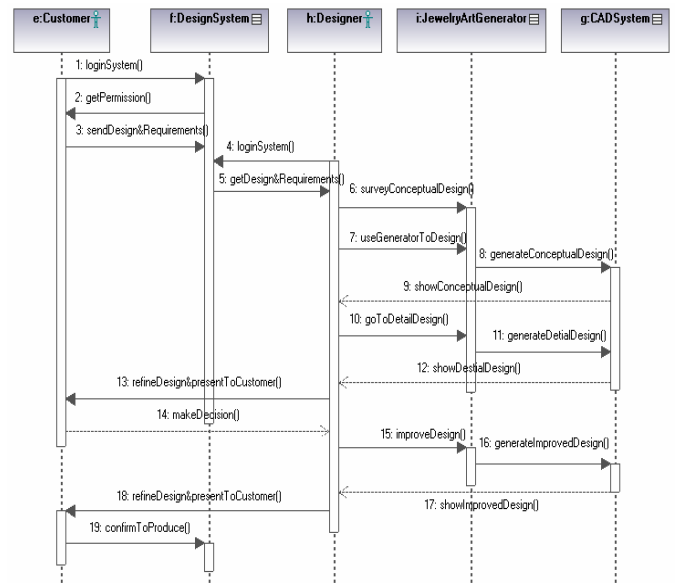 e:Customer
f:DesignSystem
h:Designer
i:JewelryArtGenerator
g:CADSystem
1: loginSystem()
2: getPermission()
3: sendDesign&Requirements()
4: loginSystem()
5: getDesign&Requirements()
6: surveyConceptualDesign()
7: useGeneratorToDesign()
8: generateConceptualDesign()
9: showConceptualDesign()
10: goToDetailDesign()
11: generateDetialDesign()
12: showDestialDesign()
13: refineDesign&presentToCustomer()
14: makeDecision()
15: improveDesign()
16: generateImprovedDesign()
17: showImprovedDesign()
18: refineDesign&presentToCustomer()
19: confirmToProduce()